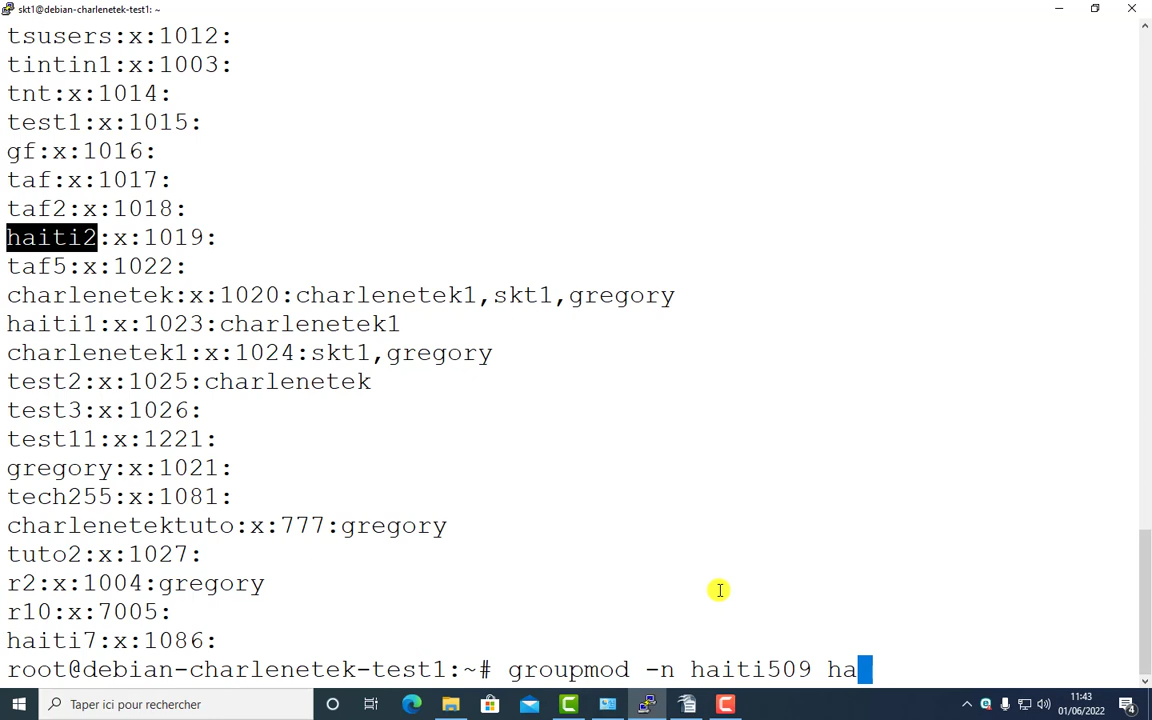 skt1@debian-charlenetek-test1: ~
tsusers:x:1012:
tintin1:x:1003:
tnt:x:1014:
test1:x:1015:
gf:x:1016:
taf:x:1017:
taf2:x:1018:
haiti2:x:1019:
taf5:x:1022:
charlenetek:x:1020:charlenetek1,skt1,gregory
haiti1:x:1023:charlenetek1
charlenetek1:x:1024:skt1,gregory
test2:x:1025:charlenetek
test3:x:1026:
test11:x:1221:
gregory:x:1021:
tech255:x:1081:
charlenetektuto:x:777:gregory
tuto2:x:1027:
r2:x:1004:gregory
r10:x:7005:
haiti7:x:1086:
root@debian-charlenetek-test1:~# groupmod -n haiti509 ha
Taper ici pour rechercher
11:43
01/06/2022
4